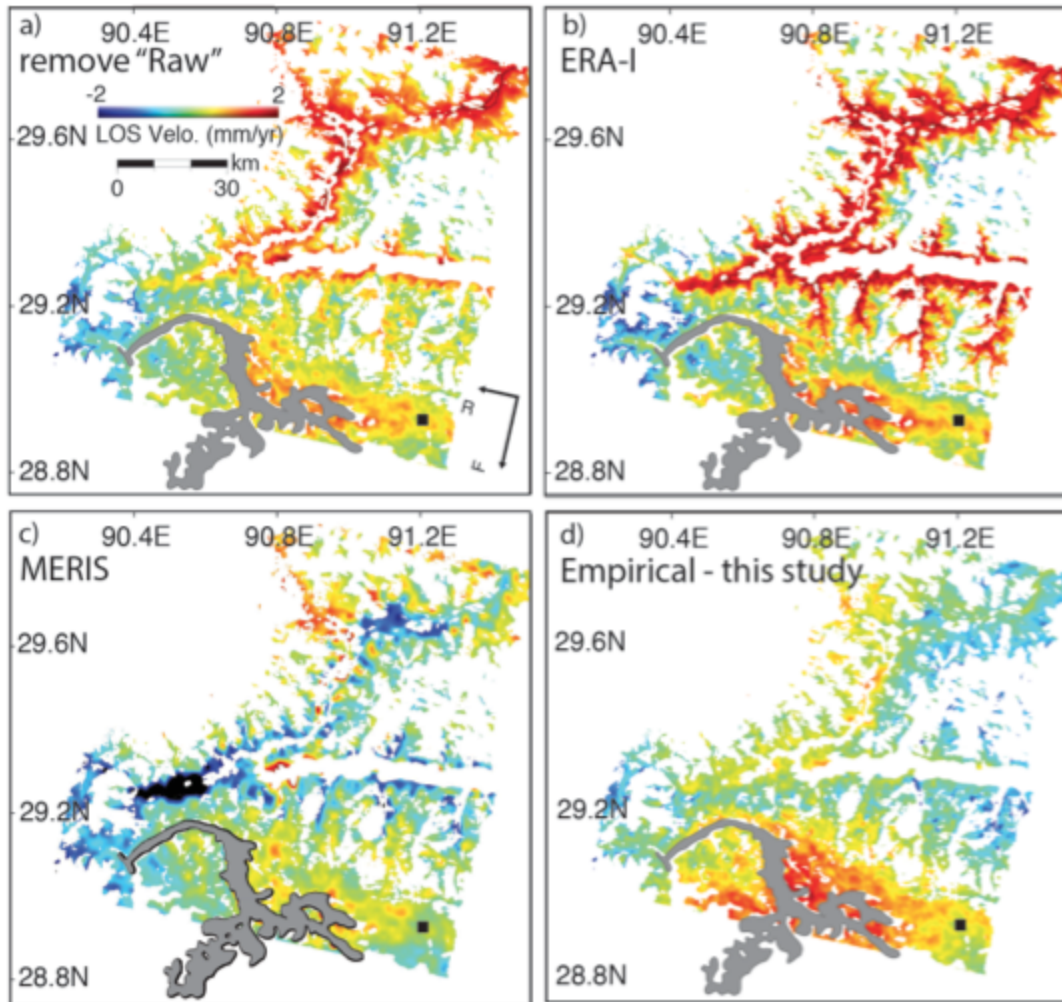 a)
90.4E 90.8E 91.2E
remove "Raw"
-2 2
LOS Velo. (mm/yr)
km
0 30
29.6N
29.2N
28.8N
R
F
b)
90.4E 90.8E 91.2E
ERA-I
29.6N
29.2N
28.8N
c)
90.4E 90.8E 91.2E
MERIS
29.6N
29.2N
28.8N
d)
90.4E 90.8E 91.2E
Empirical - this study
29.6N
29.2N
28.8N